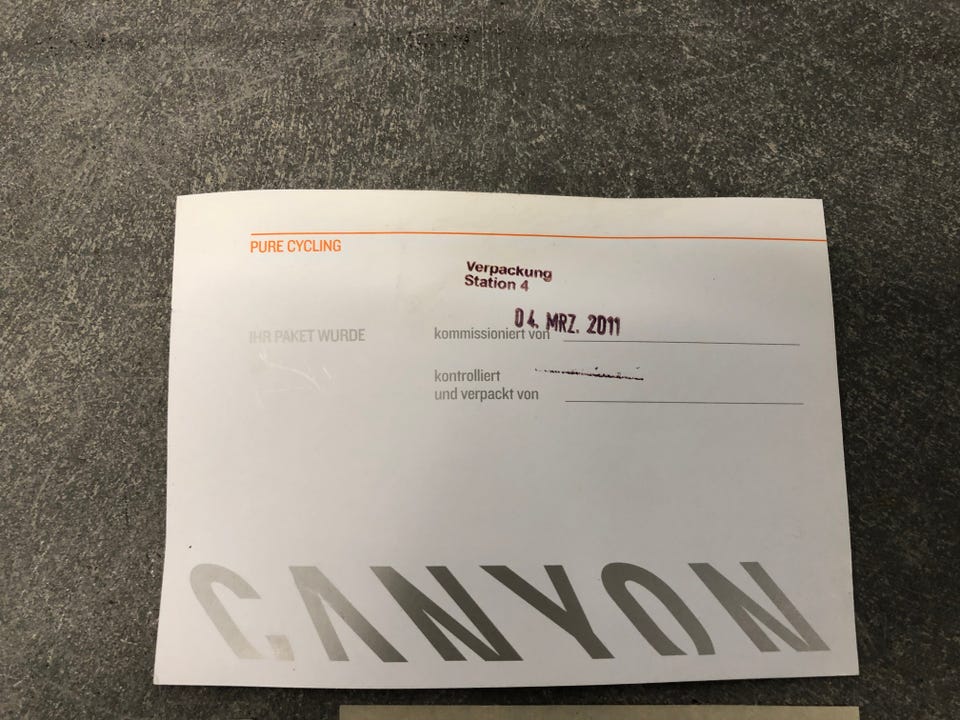 PURE CYCLING
Verpackung
Station 4
04. MRZ. 2011
IHR PAKET WURDE kommissioniert von
kontrolliert
und verpackt von
CANYON